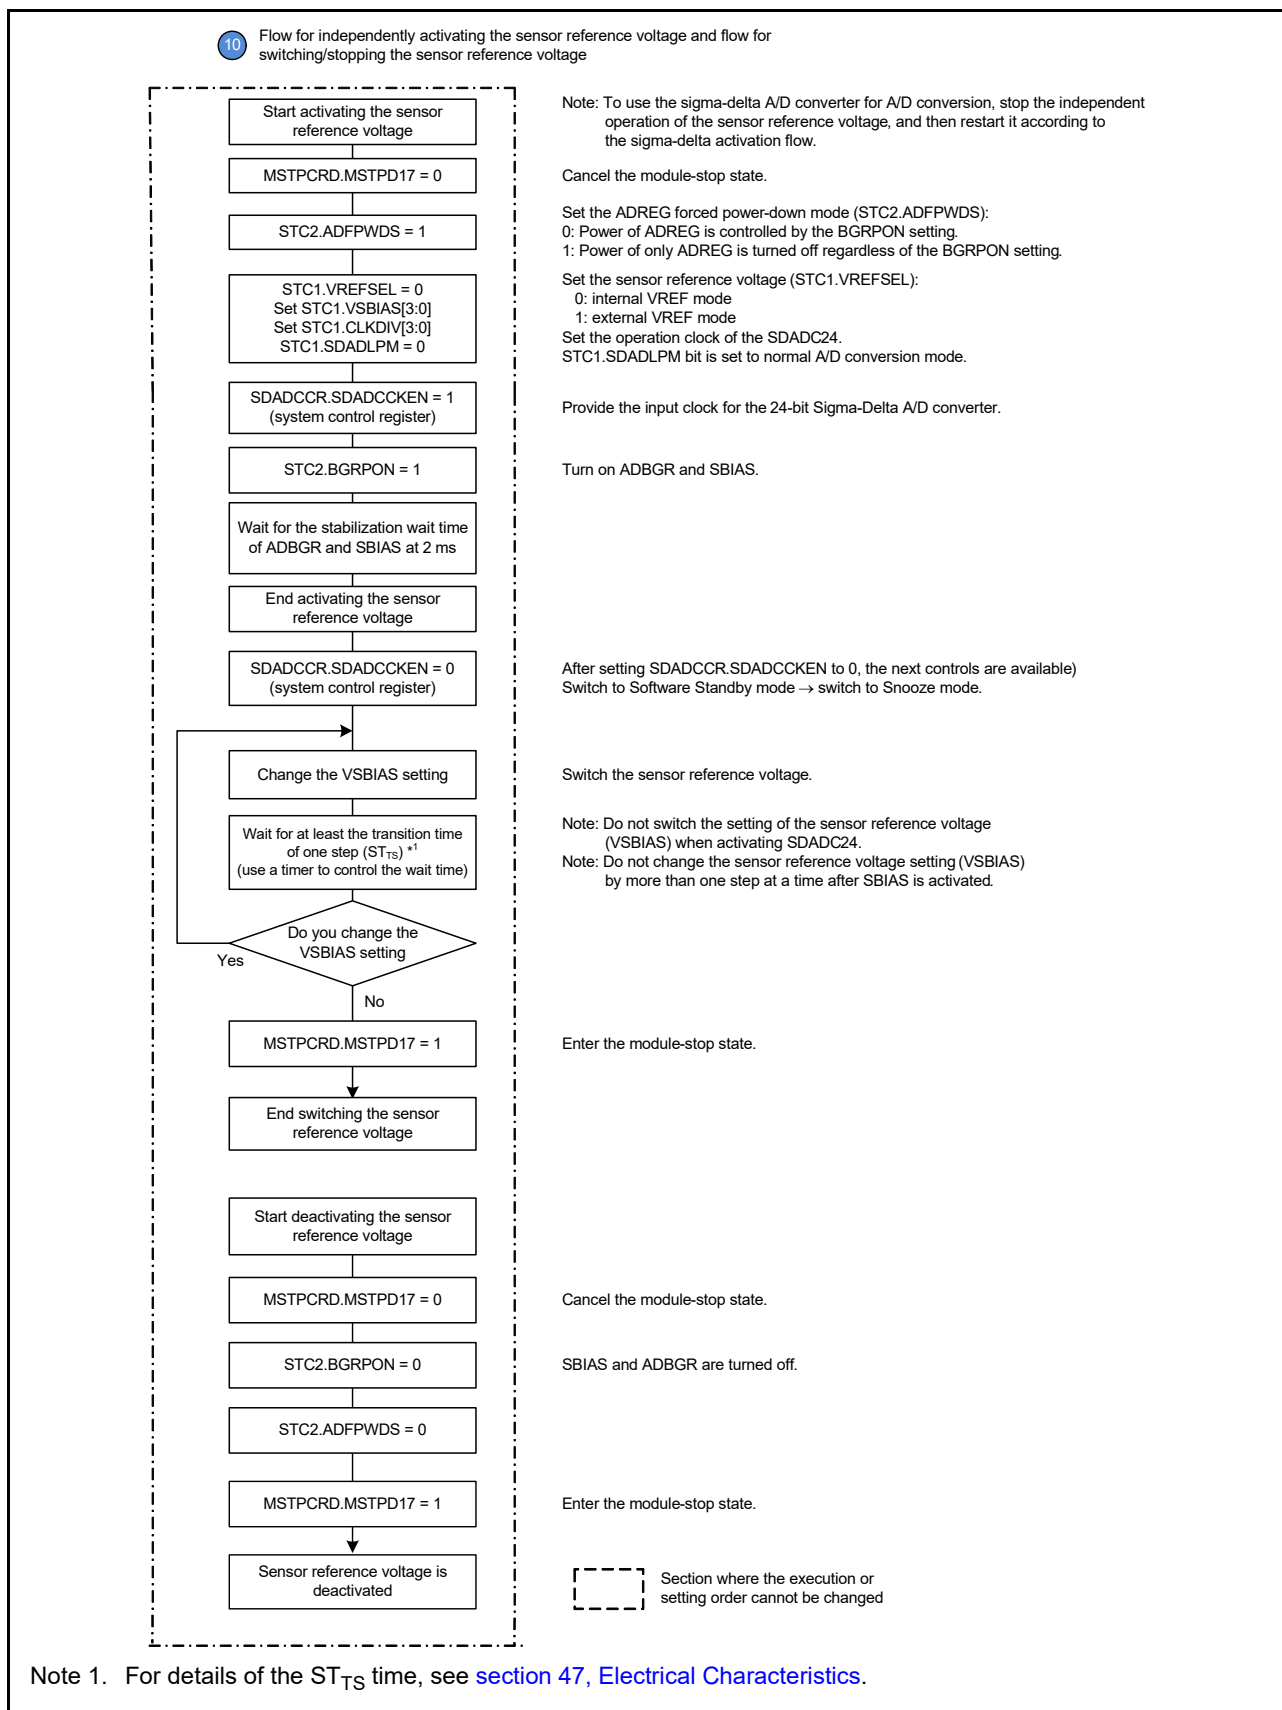 10
Flow for independently activating the sensor reference voltage and flow for
switching/stopping the sensor reference voltage
Start activating the sensor
reference voltage
Note: To use the sigma-delta A/D converter for A/D conversion, stop the independent
operation of the sensor reference voltage, and then restart it according to
the sigma-delta activation flow.
MSTPCRD.MSTPD17 = 0
Cancel the module-stop state.
STC2.ADFPWDS = 1
Set the ADREG forced power-down mode (STC2.ADFPWDS):
0: Power of ADREG is controlled by the BGRPON setting.
1: Power of only ADREG is turned off regardless of the BGRPON setting.
STC1.VREFSEL = 0
Set STC1.VSBIAS[3:0]
Set STC1.CLKDIV[3:0]
STC1.SDADLPM = 0
Set the sensor reference voltage (STC1.VREFSEL):
0: internal VREF mode
1: external VREF mode
Set the operation clock of the SDADC24.
STC1.SDADLPM bit is set to normal A/D conversion mode.
SDADCCR.SDADCCKEN = 1
(system control register)
Provide the input clock for the 24-bit Sigma-Delta A/D converter.
STC2.BGRPON = 1
Turn on ADBGR and SBIAS.
Wait for the stabilization wait time
of ADBGR and SBIAS at 2 ms
End activating the sensor
reference voltage
SDADCCR.SDADCCKEN = 0
(system control register)
After setting SDADCCR.SDADCCKEN to 0, the next controls are available)
Switch to Software Standby mode → switch to Snooze mode.
Change the VSBIAS setting
Switch the sensor reference voltage.
Wait for at least the transition time
of one step (STTS) *1
(use a timer to control the wait time)
Note: Do not switch the setting of the sensor reference voltage
(VSBIAS) when activating SDADC24.
Note: Do not change the sensor reference voltage setting (VSBIAS)
by more than one step at a time after SBIAS is activated.
Do you change the
VSBIAS setting
Yes
No
MSTPCRD.MSTPD17 = 1
Enter the module-stop state.
End switching the sensor
reference voltage
Start deactivating the sensor
reference voltage
MSTPCRD.MSTPD17 = 0
Cancel the module-stop state.
STC2.BGRPON = 0
SBIAS and ADBGR are turned off.
STC2.ADFPWDS = 0
MSTPCRD.MSTPD17 = 1
Enter the module-stop state.
Sensor reference voltage is
deactivated
Section where the execution or
setting order cannot be changed
Note 1. For details of the STTS time, see section 47, Electrical Characteristics.